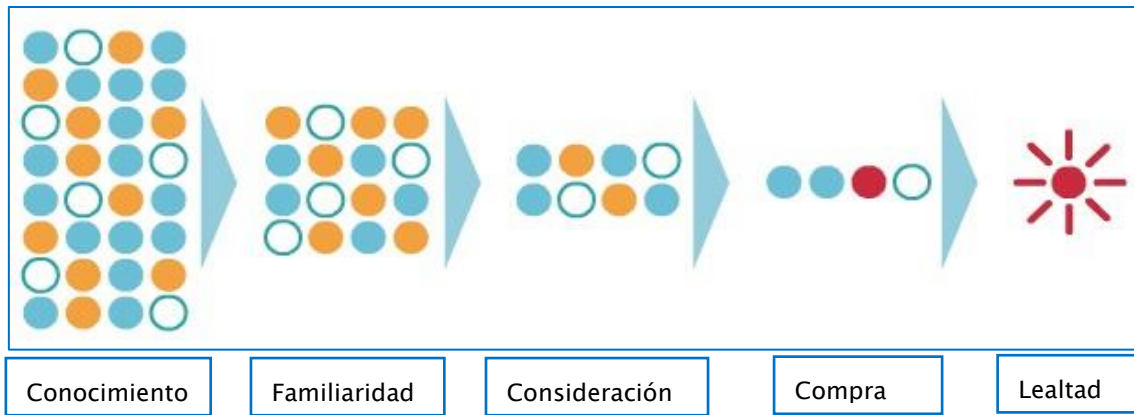 Conocimiento
Familiaridad
Consideración
Compra
Lealtad